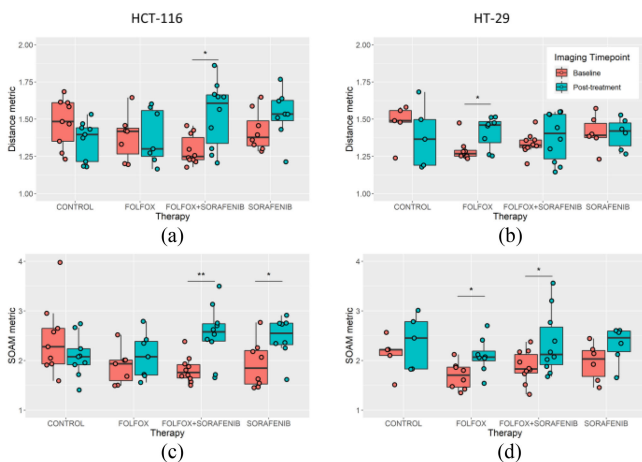 HCT-116
HT-29
2.00
1.75
1.50
1.25
1.00
Distance metric
*
CONTROL
FOLFOX
FOLFOX+SORAFENIB
SORAFENIB
Therapy
(a)
2.00
1.75
1.50
1.25
1.00
Distance metric
*
Imaging Timepoint
Baseline
Post-treatment
CONTROL
FOLFOX
FOLFOX+SORAFENIB
SORAFENIB
Therapy
(b)
4
3
2
1
SOAM metric
**
*
CONTROL
FOLFOX
FOLFOX+SORAFENIB
SORAFENIB
Therapy
(c)
4
3
2
1
SOAM metric
*
*
CONTROL
FOLFOX
FOLFOX+SORAFENIB
SORAFENIB
Therapy
(d)